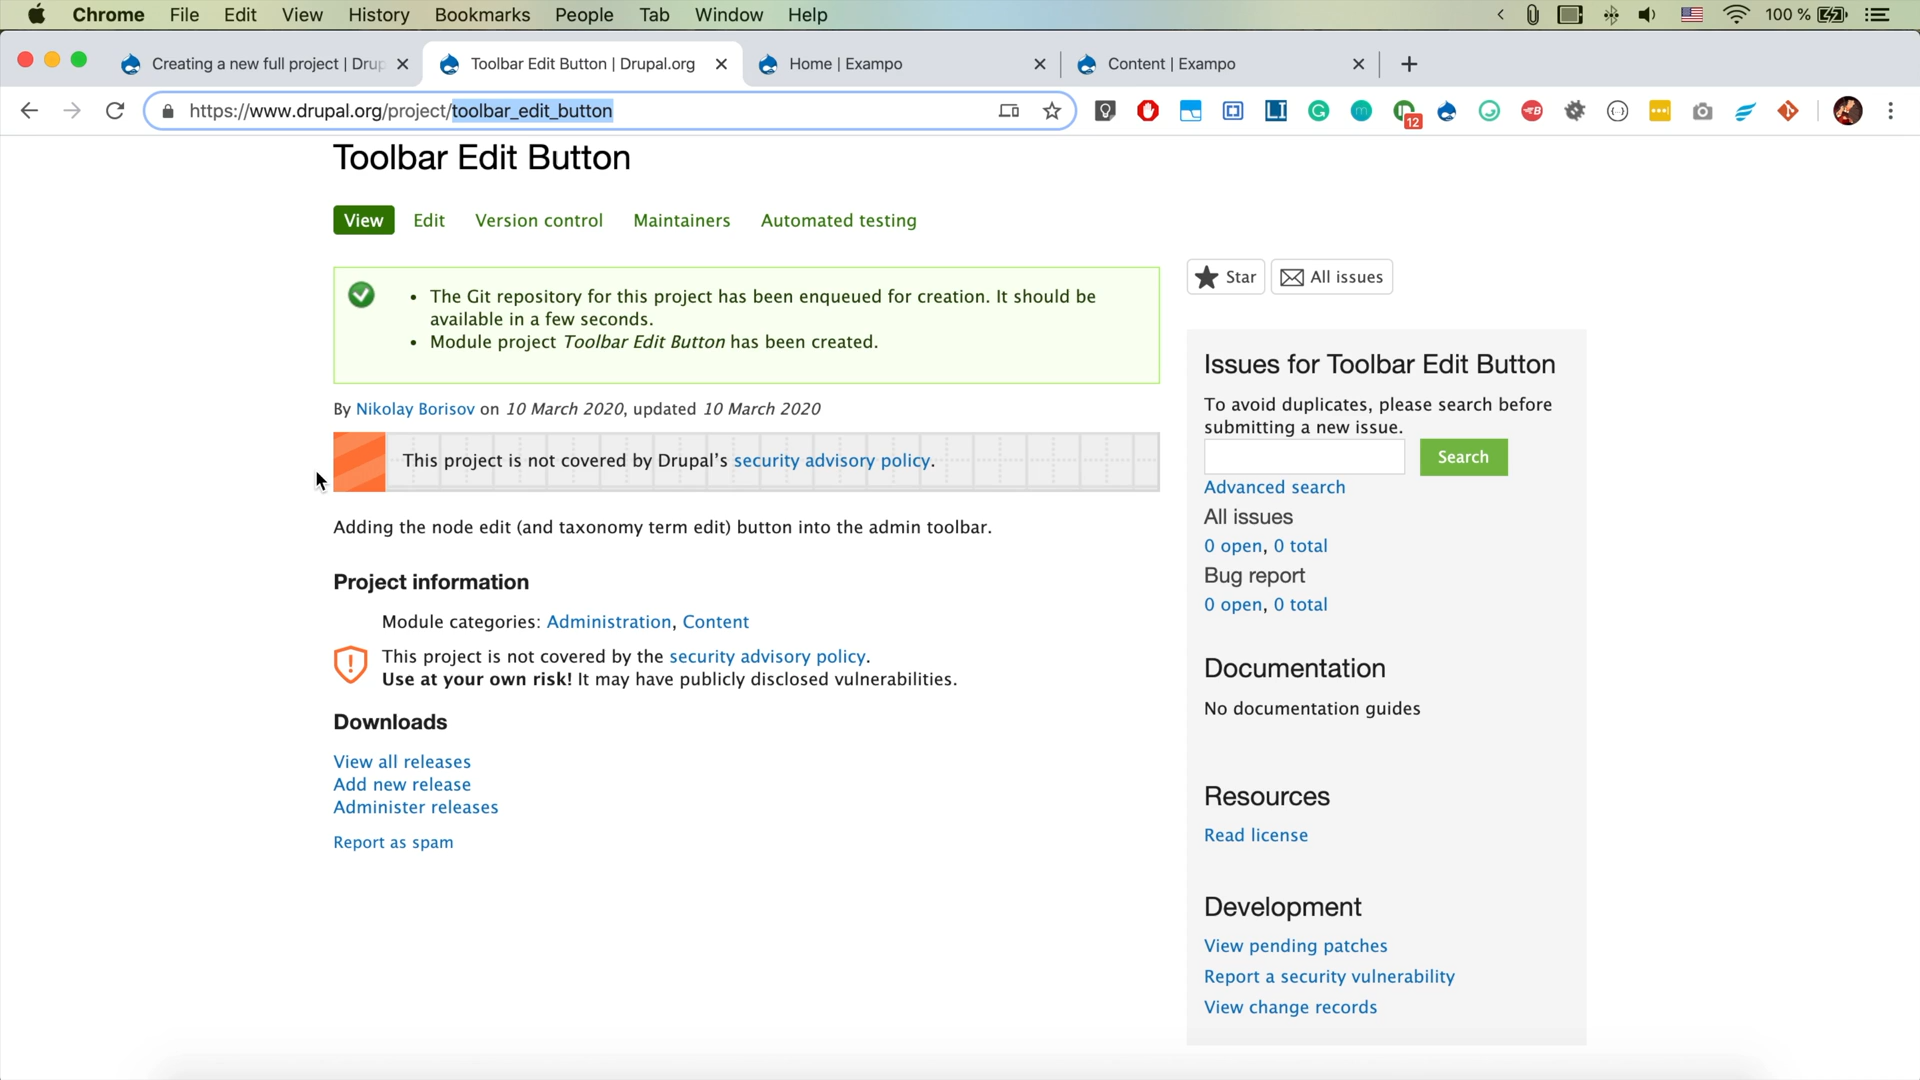 Chrome File Edit View History Bookmarks People Tab Window Help 100 %
Creating a new full project | Drup Toolbar Edit Button | Drupal.org Home | Exampo Content | Exampo
https://www.drupal.org/project/toolbar_edit_button 12
Toolbar Edit Button
View Edit Version control Maintainers Automated testing
• The Git repository for this project has been enqueued for creation. It should be
available in a few seconds.
• Module project Toolbar Edit Button has been created.
By Nikolay Borisov on 10 March 2020, updated 10 March 2020
This project is not covered by Drupal’s security advisory policy.
Adding the node edit (and taxonomy term edit) button into the admin toolbar.
Project information
Module categories: Administration, Content
This project is not covered by the security advisory policy.
Use at your own risk! It may have publicly disclosed vulnerabilities.
Downloads
View all releases
Add new release
Administer releases
Report as spam
Star All issues
Issues for Toolbar Edit Button
To avoid duplicates, please search before
submitting a new issue.
Search
Advanced search
All issues
0 open, 0 total
Bug report
0 open, 0 total
Documentation
No documentation guides
Resources
Read license
Development
View pending patches
Report a security vulnerability
View change records